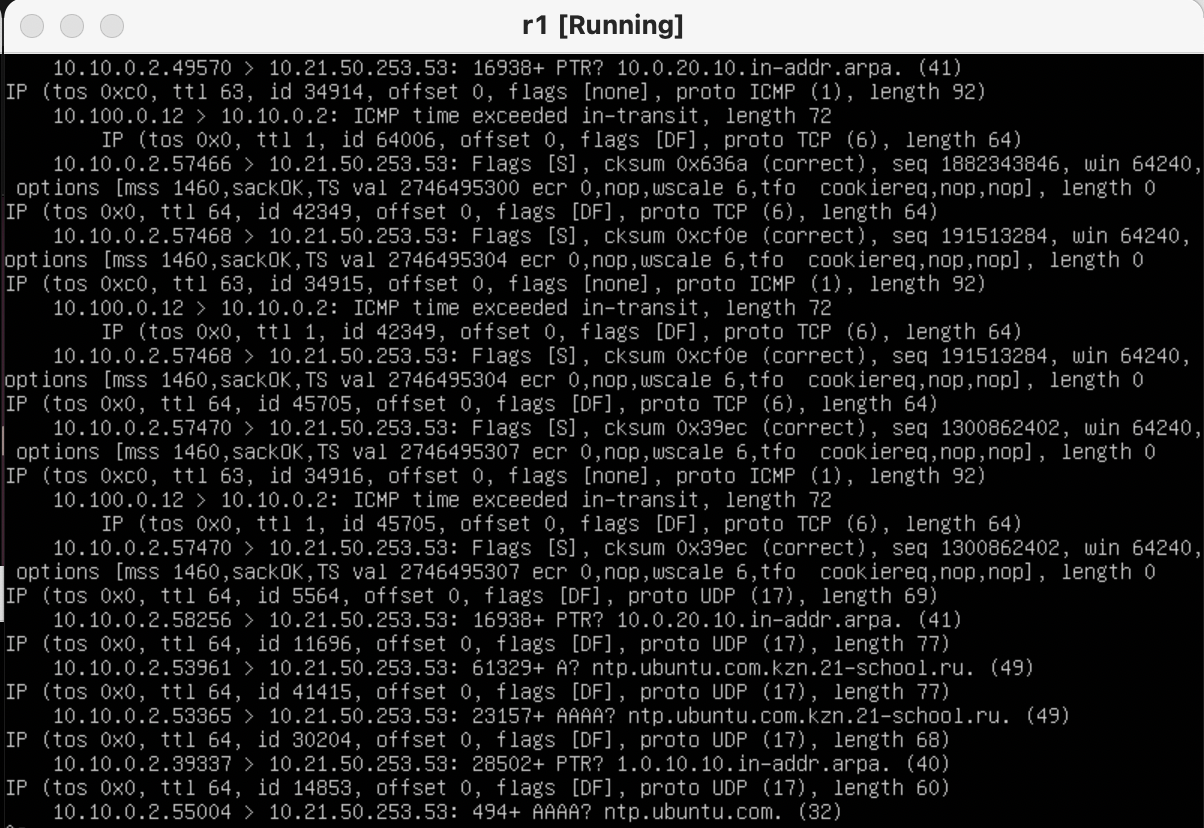 r1 [Running]
10.10.0.2.49570 > 10.21.50.253.53: 16938+ PTR? 10.0.20.10.in-addr.arpa. (41)
IP (tos 0xc0, ttl 63, id 34914, offset 0, flags [none], proto ICMP (1), length 92)
10.100.0.12 > 10.10.0.2: ICMP time exceeded in-transit, length 72
IP (tos 0x0, ttl 1, id 64006, offset 0, flags [DF], proto TCP (6), length 64)
10.10.0.2.57466 > 10.21.50.253.53: Flags [S], cksum 0x636a (correct), seq 1882343846, win 64240,
options [mss 1460,sackOK,TS val 2746495300 ecr 0,nop,wscale 6,tfo  cookiereq,nop,nop], length 0
IP (tos 0x0, ttl 64, id 42349, offset 0, flags [DF], proto TCP (6), length 64)
10.10.0.2.57468 > 10.21.50.253.53: Flags [S], cksum 0xcf0e (correct), seq 191513284, win 64240,
options [mss 1460,sackOK,TS val 2746495304 ecr 0,nop,wscale 6,tfo  cookiereq,nop,nop], length 0
IP (tos 0xc0, ttl 63, id 34915, offset 0, flags [none], proto ICMP (1), length 92)
10.100.0.12 > 10.10.0.2: ICMP time exceeded in-transit, length 72
IP (tos 0x0, ttl 1, id 42349, offset 0, flags [DF], proto TCP (6), length 64)
10.10.0.2.57468 > 10.21.50.253.53: Flags [S], cksum 0xcf0e (correct), seq 191513284, win 64240,
options [mss 1460,sackOK,TS val 2746495304 ecr 0,nop,wscale 6,tfo  cookiereq,nop,nop], length 0
IP (tos 0x0, ttl 64, id 45705, offset 0, flags [DF], proto TCP (6), length 64)
10.10.0.2.57470 > 10.21.50.253.53: Flags [S], cksum 0x39ec (correct), seq 1300862402, win 64240,
options [mss 1460,sackOK,TS val 2746495307 ecr 0,nop,wscale 6,tfo  cookiereq,nop,nop], length 0
IP (tos 0xc0, ttl 63, id 34916, offset 0, flags [none], proto ICMP (1), length 92)
10.100.0.12 > 10.10.0.2: ICMP time exceeded in-transit, length 72
IP (tos 0x0, ttl 1, id 45705, offset 0, flags [DF], proto TCP (6), length 64)
10.10.0.2.57470 > 10.21.50.253.53: Flags [S], cksum 0x39ec (correct), seq 1300862402, win 64240,
options [mss 1460,sackOK,TS val 2746495307 ecr 0,nop,wscale 6,tfo  cookiereq,nop,nop], length 0
IP (tos 0x0, ttl 64, id 5564, offset 0, flags [DF], proto UDP (17), length 69)
10.10.0.2.58256 > 10.21.50.253.53: 16938+ PTR? 10.0.20.10.in-addr.arpa. (41)
IP (tos 0x0, ttl 64, id 11696, offset 0, flags [DF], proto UDP (17), length 77)
10.10.0.2.53961 > 10.21.50.253.53: 61329+ A? ntp.ubuntu.com.kzn.21-school.ru. (49)
IP (tos 0x0, ttl 64, id 41415, offset 0, flags [DF], proto UDP (17), length 77)
10.10.0.2.53365 > 10.21.50.253.53: 23157+ AAAA? ntp.ubuntu.com.kzn.21-school.ru. (49)
IP (tos 0x0, ttl 64, id 30204, offset 0, flags [DF], proto UDP (17), length 68)
10.10.0.2.39337 > 10.21.50.253.53: 28502+ PTR? 1.0.10.10.in-addr.arpa. (40)
IP (tos 0x0, ttl 64, id 14853, offset 0, flags [DF], proto UDP (17), length 60)
10.10.0.2.55004 > 10.21.50.253.53: 494+ AAAA? ntp.ubuntu.com. (32)